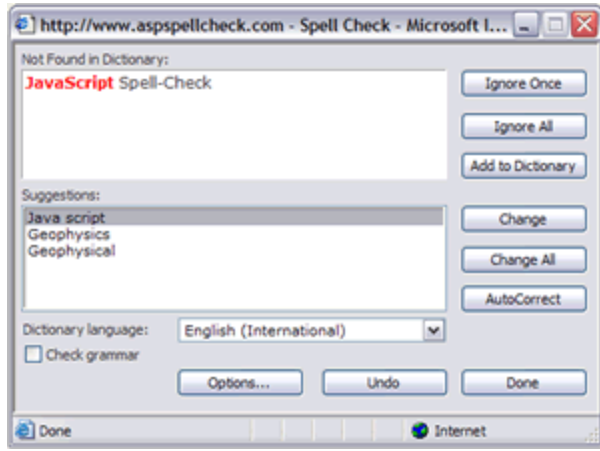 http://www.aspspellcheck.com - Spell Check - Microsoft I...
Not Found in Dictionary:
JavaScript Spell-Check
Ignore Once
Ignore All
Add to Dictionary
Suggestions:
Java script
Geophysics
Geophysical
Change
Change All
AutoCorrect
Dictionary language:
English (International)
Check grammar
Options...
Undo
Done
Done
Internet